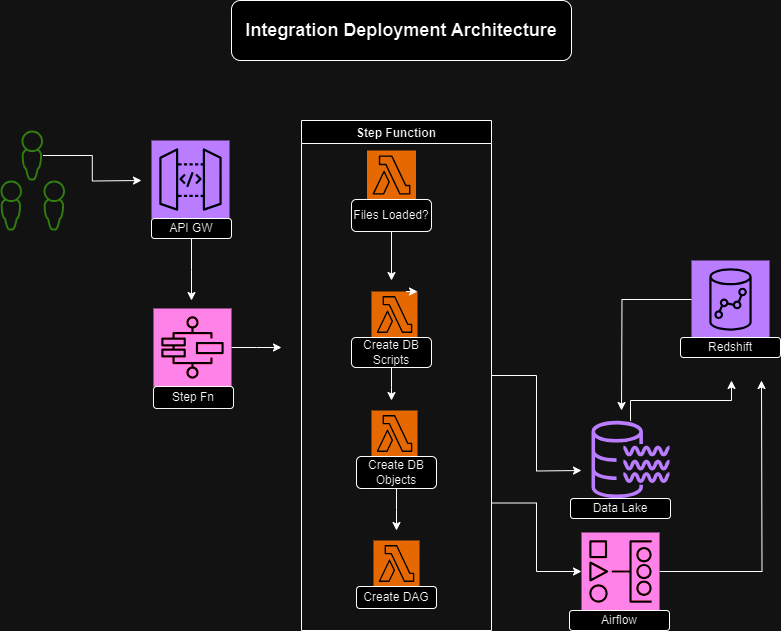 Integration Deployment Architecture
Step Function
Files Loaded?
</>
API GW
Create DB
Scripts
Step Fn
Redshift
Create DB
Objects
Data Lake
Create DAG
Airflow